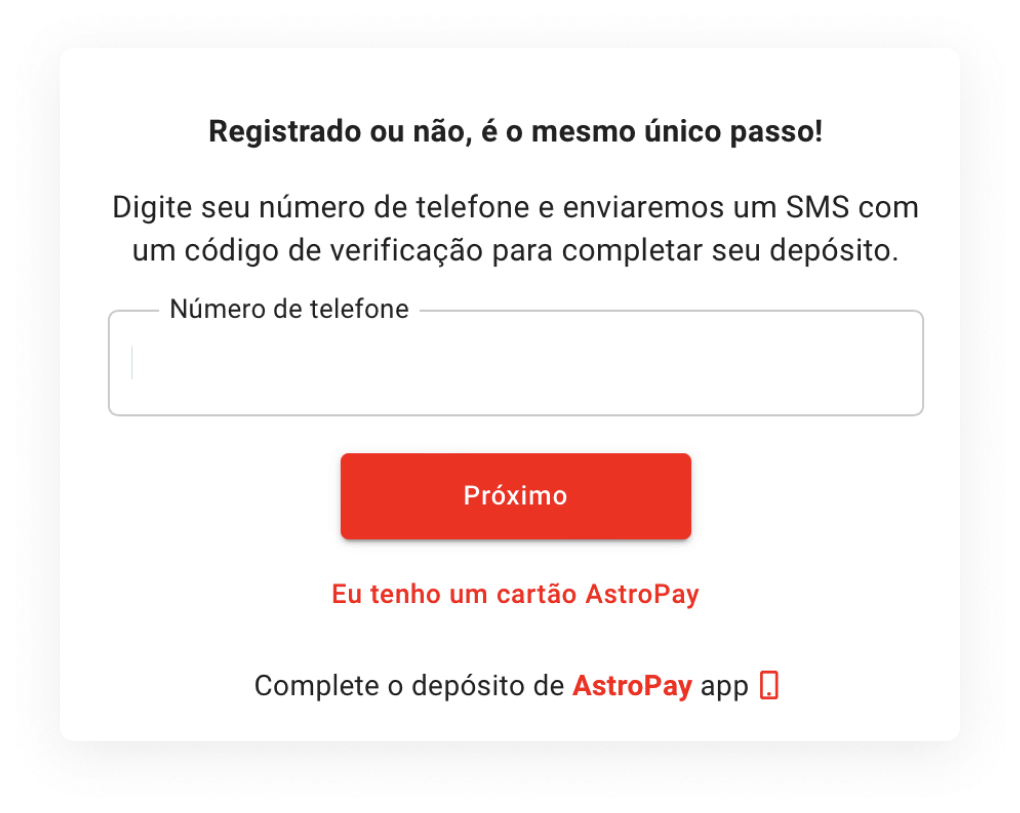 Registrado ou não, é o mesmo único passo!
Digite seu número de telefone e enviaremos um SMS com
um código de verificação para completar seu depósito.
Número de telefone
Próximo
Eu tenho um cartão AstroPay
Complete o depósito de AstroPay app